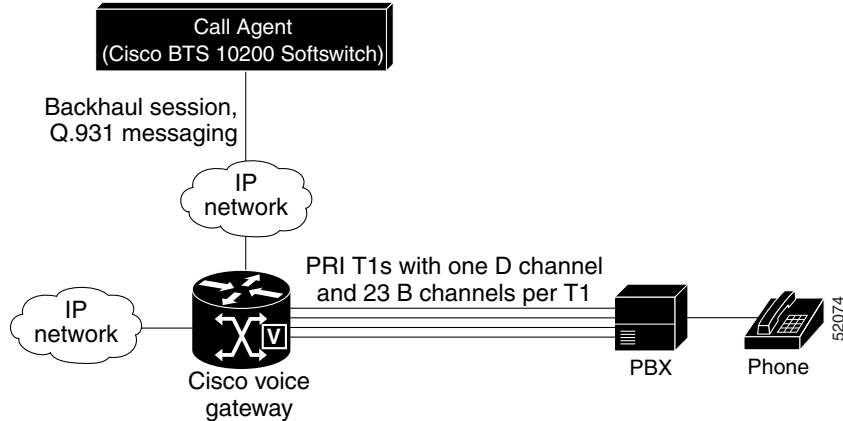 Call Agent
(Cisco BTS 10200 Softswitch)
Backhaul session,
Q.931 messaging
IP
network
PRI T1s with one D channel
and 23 B channels per T1
IP
network
V
Cisco voice
gateway
PBX
Phone
52074